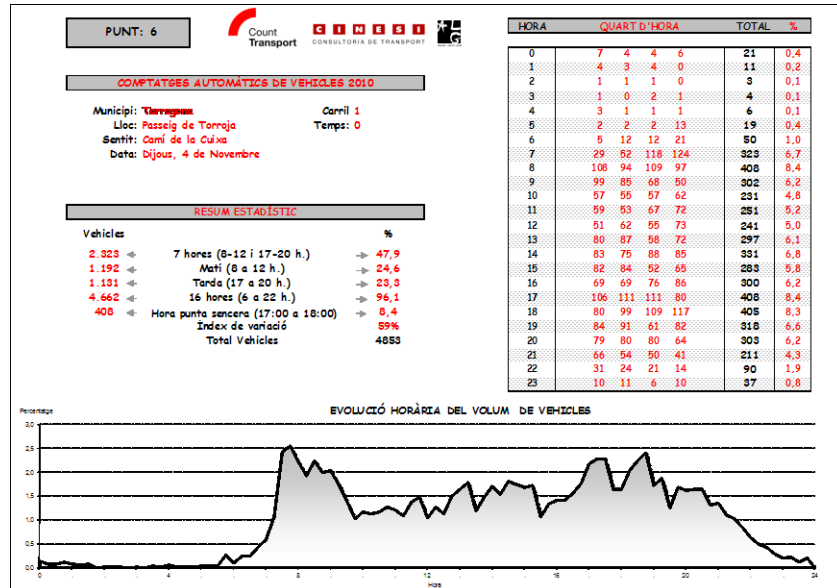 PUNT: 6
Count
Transport
CINESI
CONSULTORIA DE TRANSPORT
COMPTATGES AUTOMÀTICS DE VEHICLES 2010
Municipi: Tarragona Carril 1
Lloc: Passeig de Torroja Temps: 0
Sentit: Camí de la Cuixa
Data: Dijous, 4 de Novembre
RESUM ESTADÍSTIC
Vehicles %
2.323 7 hores (8-12 i 17-20 h.) 47,9
1.192 Matí (8 a 12 h.) 24,6
1.131 Tarda (17 a 20 h.) 23,3
4.662 16 hores (6 a 22 h.) 96,1
408 Hora punta sencera (17:00 a 18:00) 8,4
Índex de variació 59%
Total Vehicles 4853
HORA QUART D'HORA TOTAL %
0 7 4 4 6 21 0,4
1 4 3 4 0 11 0,2
2 1 1 1 0 3 0,1
3 1 0 2 1 4 0,1
4 3 1 1 1 6 0,1
5 2 2 2 13 19 0,4
6 5 12 12 21 50 1,0
7 29 52 118 124 323 6,7
8 108 94 109 97 408 8,4
9 99 85 68 50 302 6,2
10 57 55 57 62 231 4,8
11 59 53 67 72 251 5,2
12 51 62 55 73 241 5,0
13 80 87 58 72 297 6,1
14 83 75 88 85 331 6,8
15 82 84 52 65 283 5,8
16 69 69 76 86 300 6,2
17 106 111 111 80 408 8,4
18 80 99 109 117 405 8,3
19 84 91 61 82 318 6,6
20 79 80 80 64 303 6,2
21 66 54 50 41 211 4,3
22 31 24 21 14 90 1,9
23 10 11 6 10 37 0,8
Percentatge
EVOLUCIÓ HORÀRIA DEL VOLUM DE VEHICLES
3,0
2,5
2,0
1,5
1,0
0,5
0,0
0 4 8 12 16 20 24
Hora